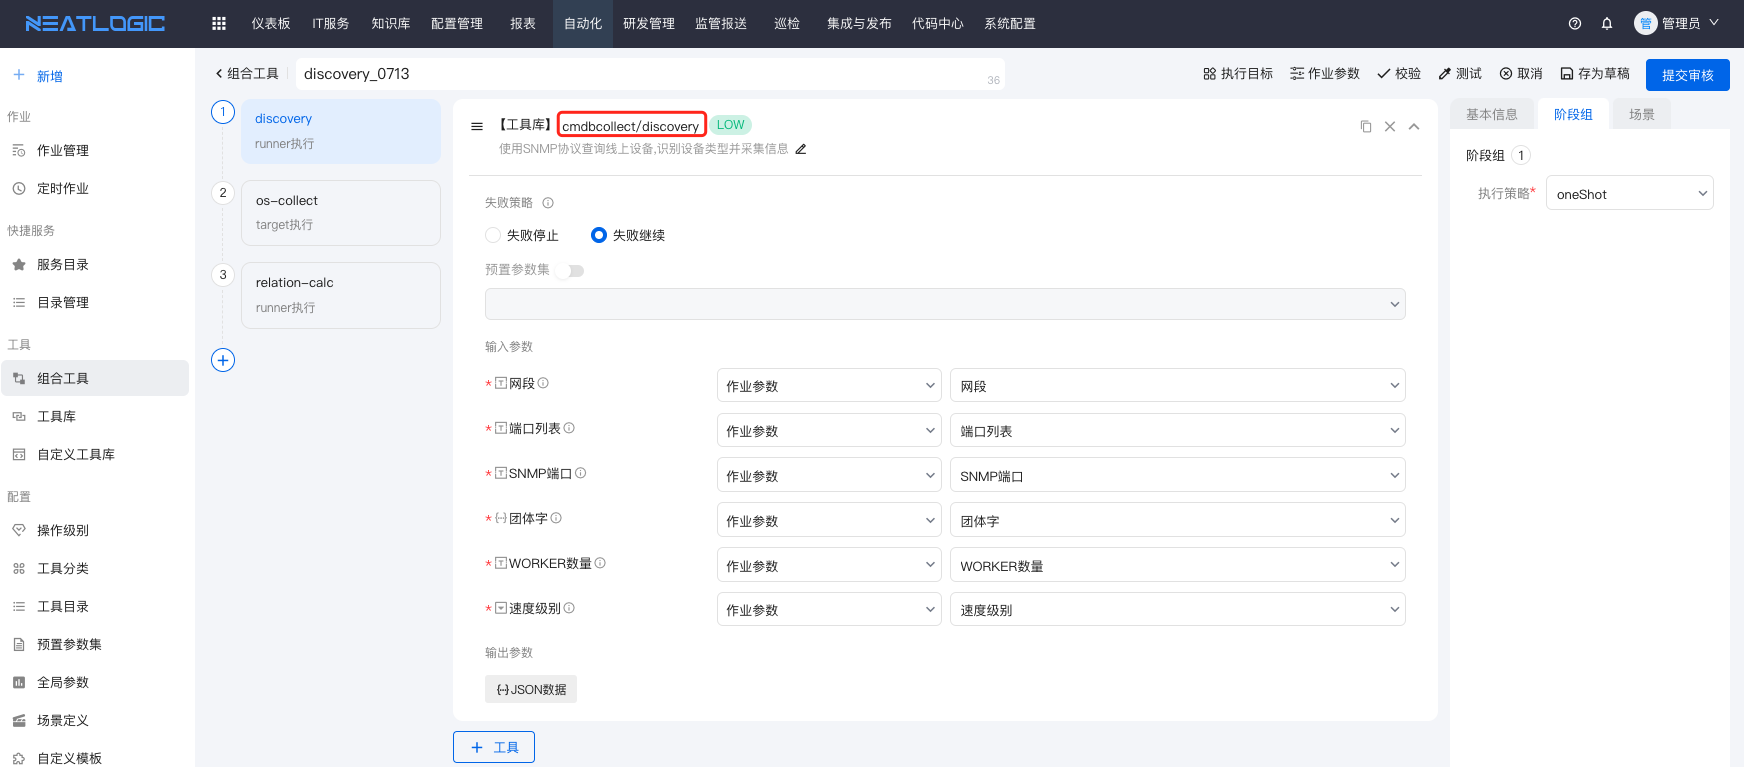 NEATLOGIC
仪表板 IT服务 知识库 配置管理 报表 自动化 研发管理 监管报送 巡检 集成与发布 代码中心 系统配置
管 管理员
新增
作业
作业管理
定时作业
快捷服务
服务目录
目录管理
工具
组合工具
工具库
自定义工具库
配置
操作级别
工具分类
工具目录
预置参数集
全局参数
场景定义
自定义模板
组合工具
discovery_0713
36
执行目标 作业参数 校验 测试 取消 存为草稿 提交审核
1
discovery
runner执行
2
os-collect
target执行
3
relation-calc
runner执行
【工具库】cmdbcollect/discovery LOW
使用SNMP协议查询线上设备,识别设备类型并采集信息
失败策略
失败停止 失败继续
预置参数集
输入参数
* 网段 作业参数 网段
* 端口列表 作业参数 端口列表
* SNMP端口 作业参数 SNMP端口
* 团体字 作业参数 团体字
* WORKER数量 作业参数 WORKER数量
* 速度级别 作业参数 速度级别
输出参数
JSON数据
工具
基本信息 阶段组 场景
阶段组 1
执行策略* oneShot